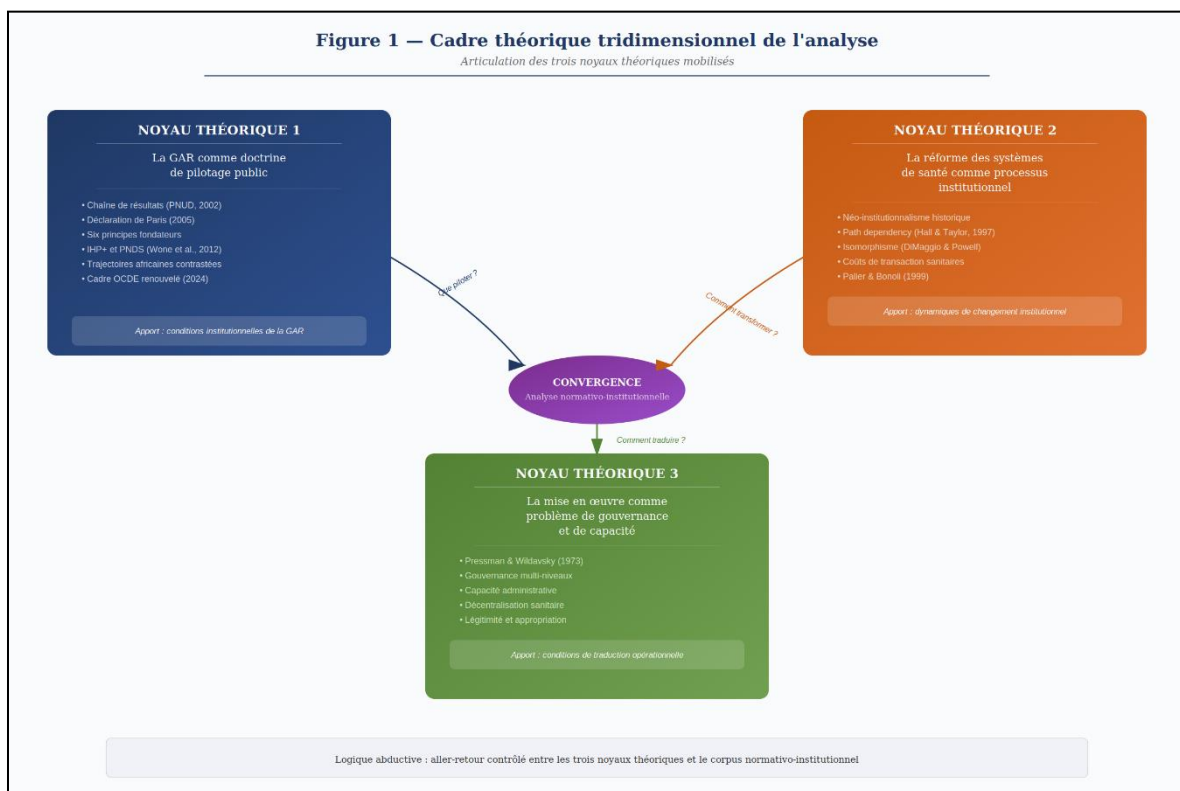 Figure 1 — Cadre théorique tridimensionnel de l'analyse
Articulation des trois noyaux théoriques mobilisés
NOYAU THÉORIQUE 1
La GAR comme doctrine
de pilotage public
• Chaîne de résultats (PNUD, 2002)
• Déclaration de Paris (2005)
• Six principes fondateurs
• IHP+ et PNDS (Wone et al., 2012)
• Trajectoires africaines contrastées
• Cadre OCDE renouvelé (2024)
Apport : conditions institutionnelles de la GAR
NOYAU THÉORIQUE 2
La réforme des systèmes
de santé comme processus
institutionnel
• Néo-institutionnalisme historique
• Path dependency (Hall & Taylor, 1997)
• Isomorphisme (DiMaggio & Powell)
• Coûts de transaction sanitaires
• Palier & Bonoli (1999)
Apport : dynamiques de changement institutionnel
Que piloter ?
Comment transformer ?
CONVERGENCE
Analyse normativo-institutionnelle
Comment traduire ?
NOYAU THÉORIQUE 3
La mise en œuvre comme
problème de gouvernance
et de capacité
• Pressman & Wildavsky (1973)
• Gouvernance multi-niveaux
• Capacité administrative
• Décentralisation sanitaire
• Légitimité et appropriation
Apport : conditions de traduction opérationnelle
Logique abductive : aller-retour contrôlé entre les trois noyaux théoriques et le corpus normativo-institutionnel